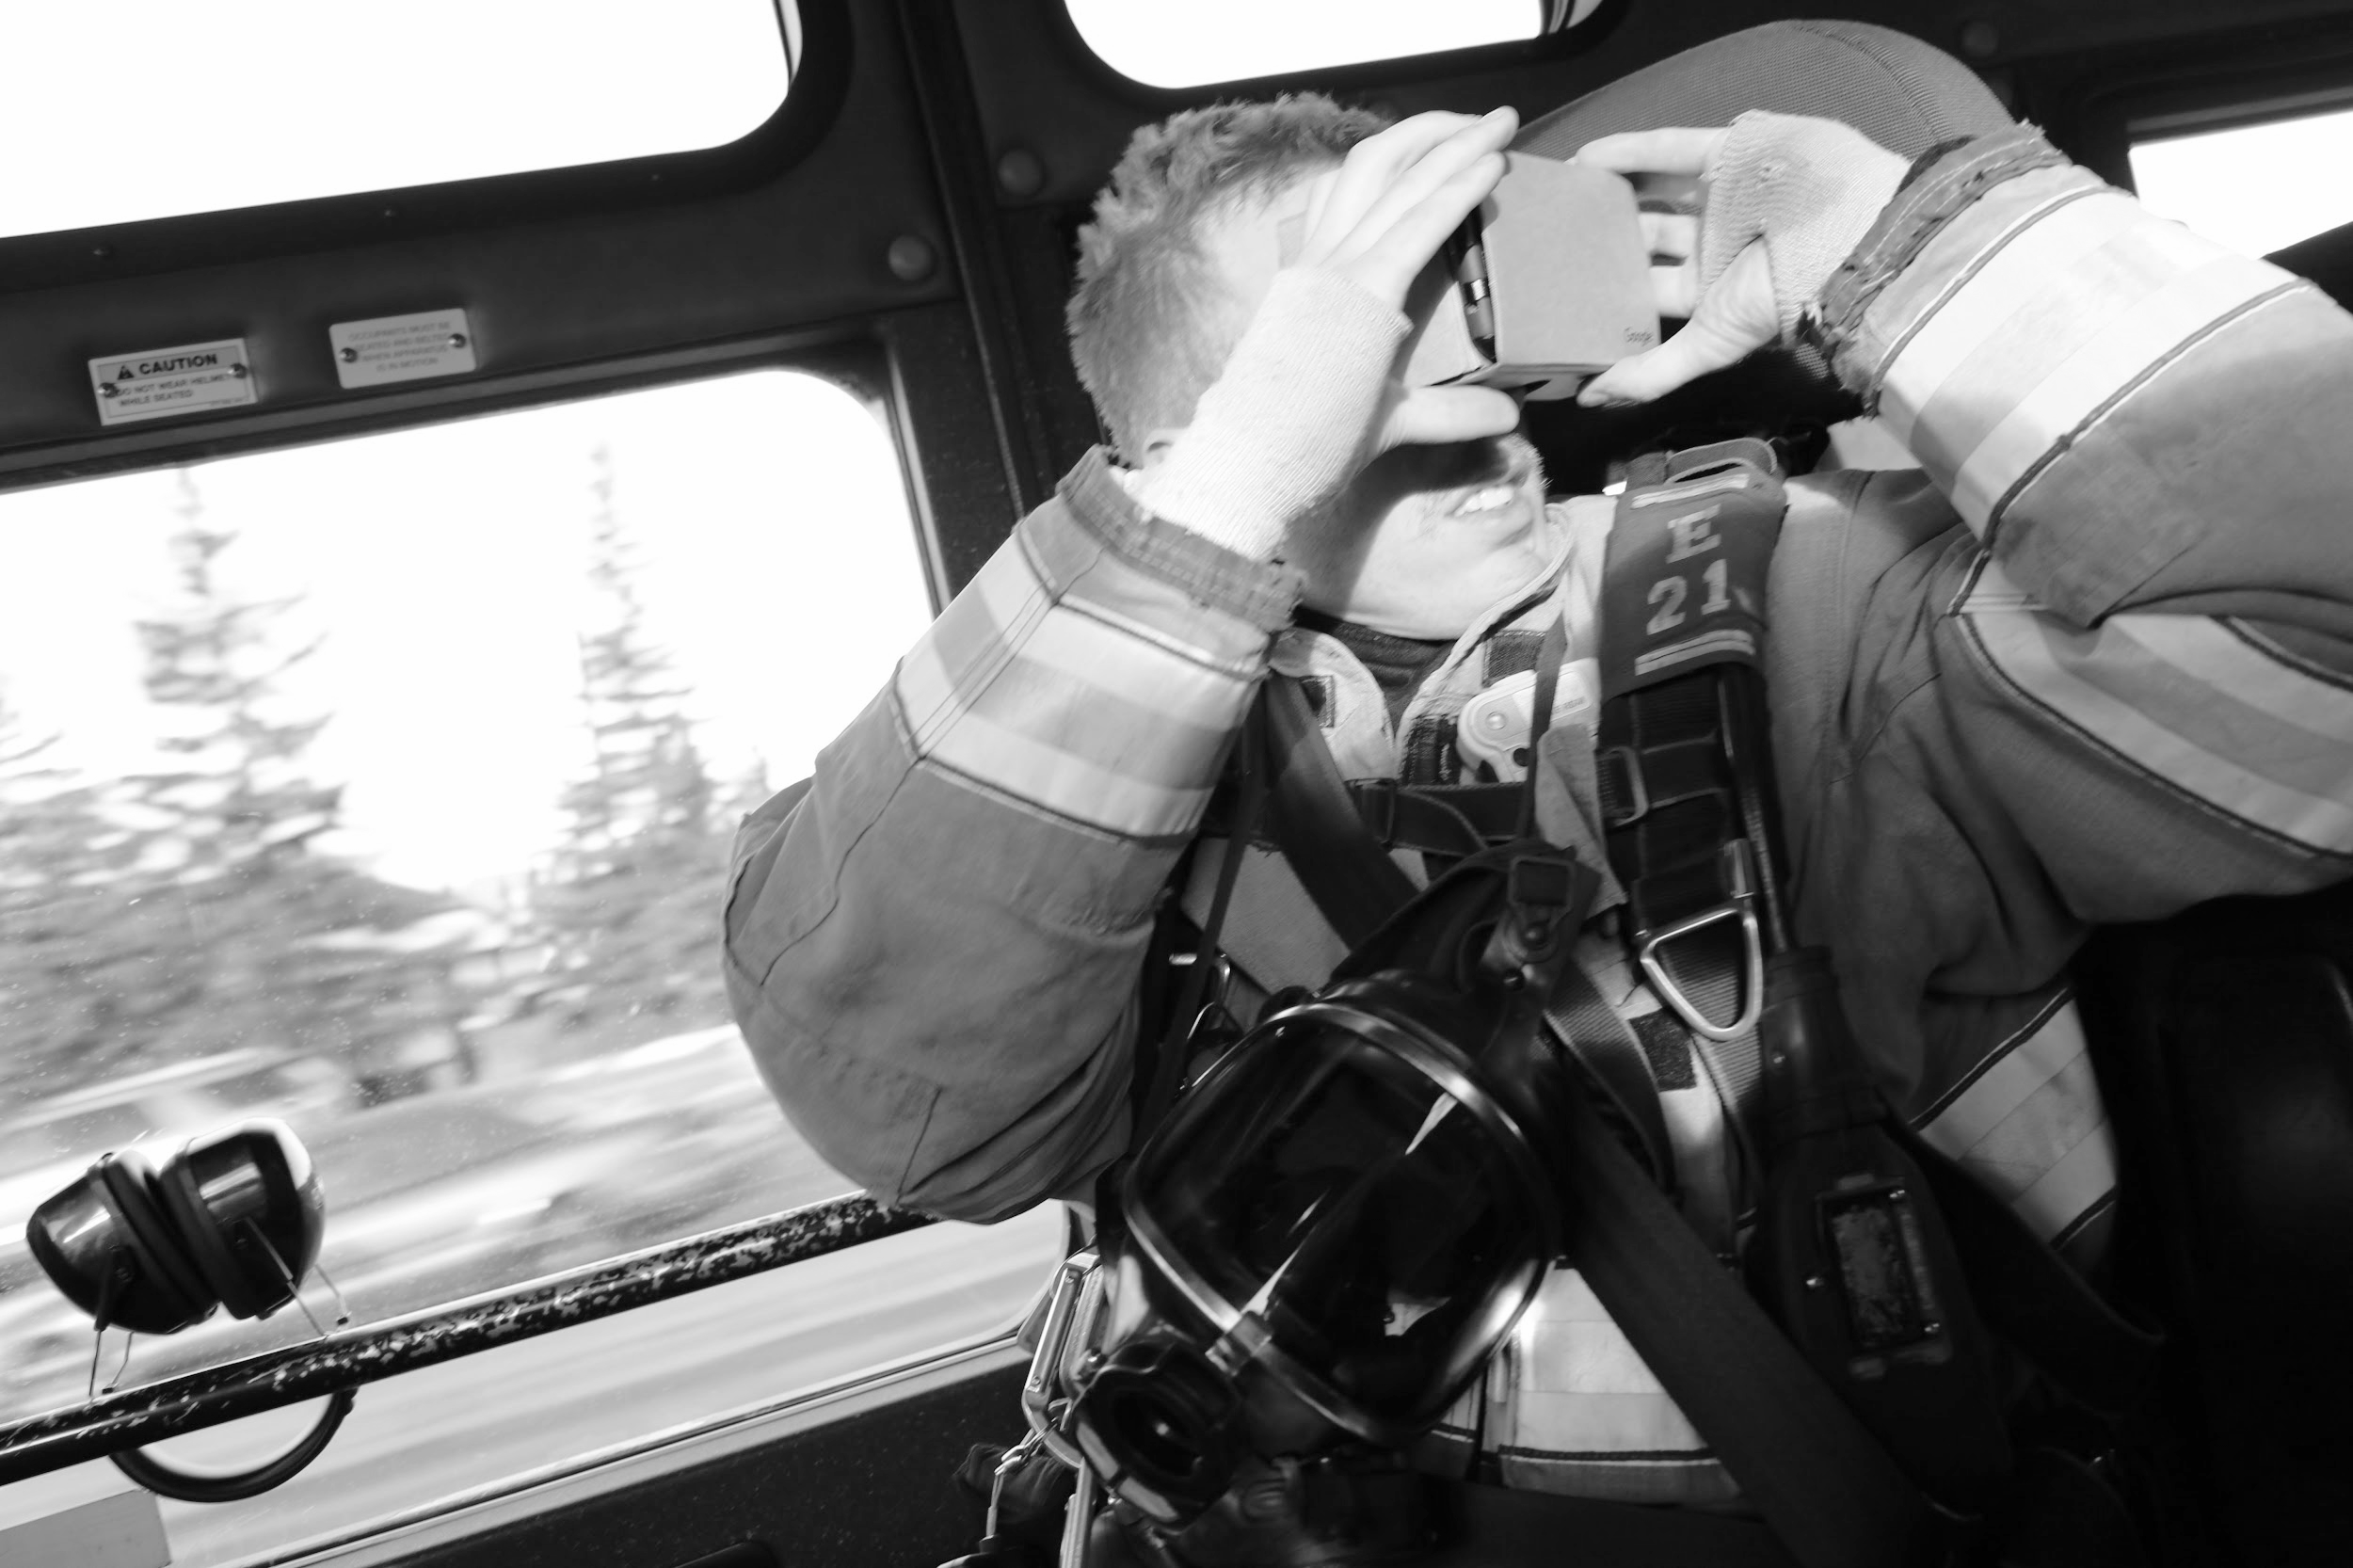 CAUTION
DO NOT WEAR HELMET
WHILE SEATED
OCCUPANTS MUST BE
SEATED AND BELTED
WHEN APPARATUS
IS IN MOTION
Google
E
21